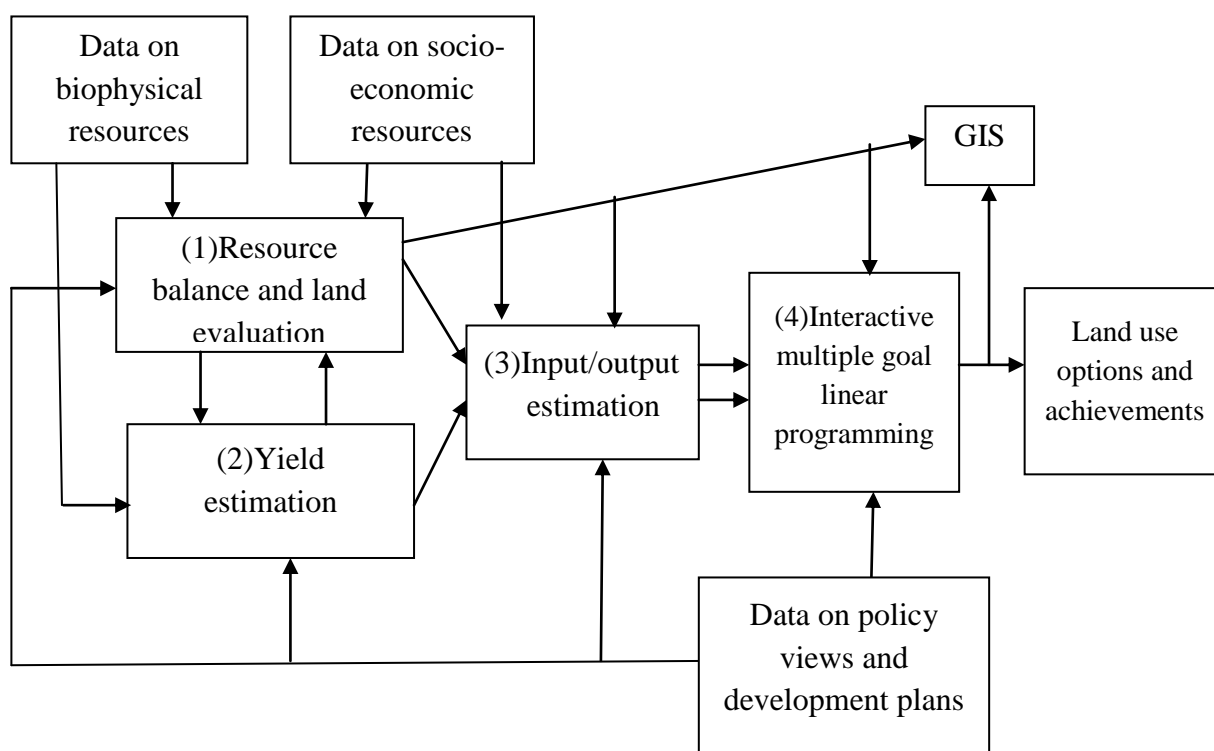 Data on
biophysical
resources
Data on socio-
economic
resources
GIS
(1)Resource
balance and land
evaluation
(2)Yield
estimation
(3)Input/output
estimation
(4)Interactive
multiple goal
linear
programming
Land use
options and
achievements
Data on policy
views and
development plans